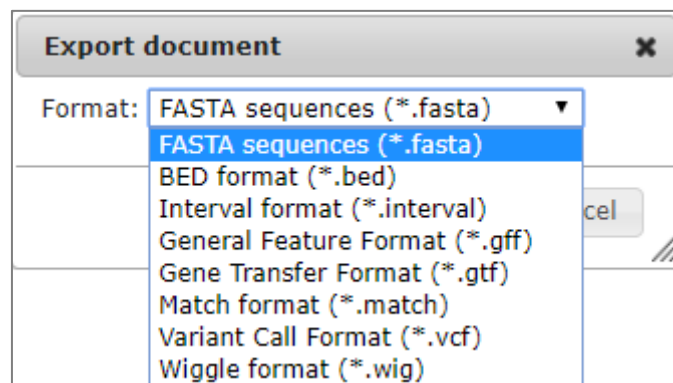 Export document ✖
Format: FASTA sequences (*.fasta) ▼
FASTA sequences (*.fasta)
BED format (*.bed)
Interval format (*.interval)
cel
General Feature Format (*.gff)
Gene Transfer Format (*.gtf)
Match format (*.match)
Variant Call Format (*.vcf)
Wiggle format (*.wig)